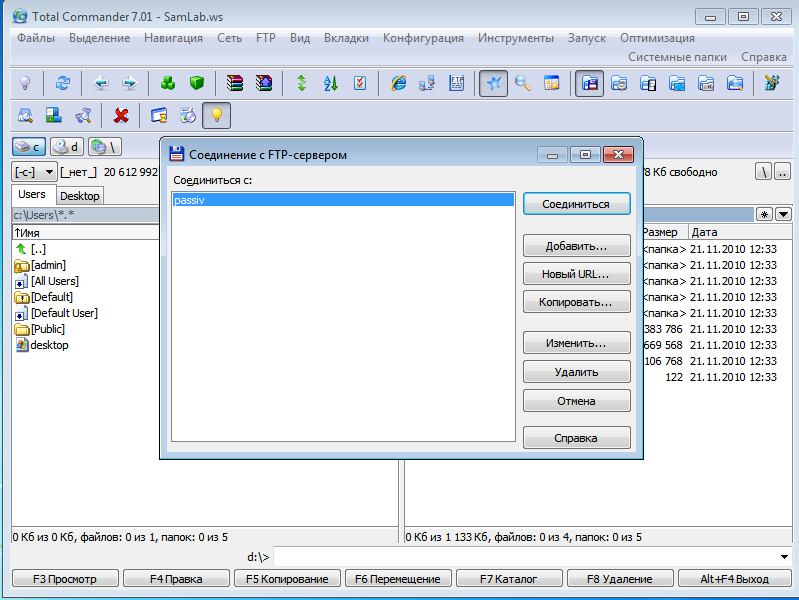 Total Commander 7.01 - SamLab.ws
Файлы Выделение Навигация Сеть FTP Вид Вкладки Конфигурация Инструменты Запуск Оптимизация
Системные папки Справка
FTP
c d \
[-c-] [_нет_] 20 612 992
78 Кб свободно \ ..
Users Desktop
c:\Users\*.*
* 
↑Имя
Размер Дата
[..]
<папка> 21.11.2010 12:33
[admin]
<папка> 21.11.2010 12:33
[All Users]
<папка> 21.11.2010 12:33
[Default]
<папка> 21.11.2010 12:33
[Default User]
<папка> 21.11.2010 12:33
[Public]
383 786 21.11.2010 12:33
desktop
669 568 21.11.2010 12:33
106 768 21.11.2010 12:33
122 21.11.2010 12:33
Соединение с FTP-сервером
Соединиться с:
passiv
Соединиться
Добавить...
Новый URL...
Копировать...
Изменить...
Удалить
Отмена
Справка
0 Кб из 0 Кб, файлов: 0 из 1, папок: 0 из 5
0 Кб из 1 133 Кб, файлов: 0 из 4, папок: 0 из 5
d:\>
F3 Просмотр F4 Правка F5 Копирование F6 Перемещение F7 Каталог F8 Удаление Alt+F4 Выход